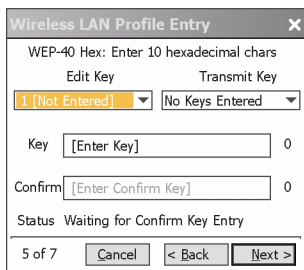 Wireless LAN Profile Entry
WEP-40 Hex: Enter 10 hexadecimal chars
Edit Key Transmit Key
1 [Not Entered] No Keys Entered
Key [Enter Key] 0
Confirm [Enter Confirm Key] 0
Status Waiting for Confirm Key Entry
5 of 7 Cancel < Back Next >